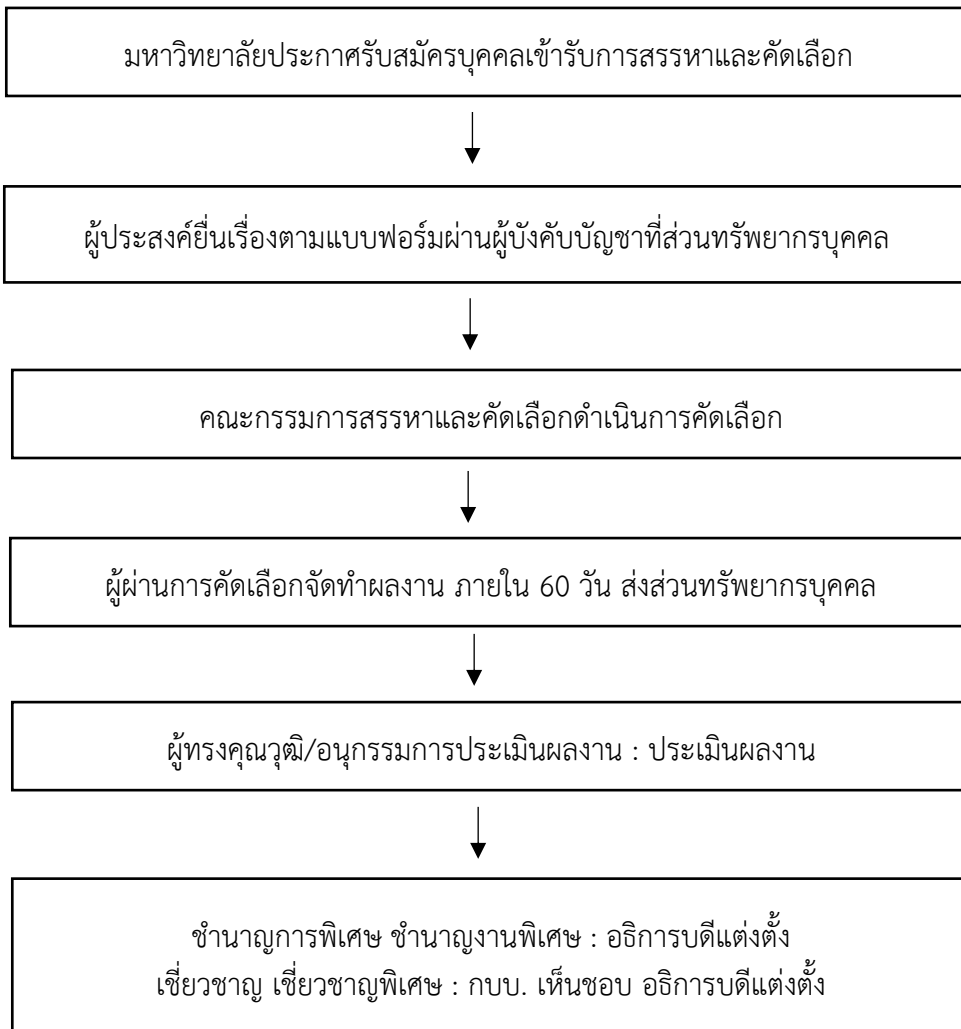 มหาวิทยาลัยประกาศรับสมัครบุคคลเข้ารับการสรรหาและคัดเลือก
ผู้ประสงค์ยื่นเรื่องตามแบบฟอร์มผ่านผู้บังคับบัญชาที่ส่วนทรัพยากรบุคคล
คณะกรรมการสรรหาและคัดเลือกดำเนินการคัดเลือก
ผู้ผ่านการคัดเลือกจัดทำผลงาน ภายใน 60 วัน ส่งส่วนทรัพยากรบุคคล
ผู้ทรงคุณวุฒิ/อนุกรรมการประเมินผลงาน : ประเมินผลงาน
ชำนาญการพิเศษ ชำนาญงานพิเศษ : อธิการบดีแต่งตั้ง
เชี่ยวชาญ เชี่ยวชาญพิเศษ : กบบ. เห็นชอบ อธิการบดีแต่งตั้ง